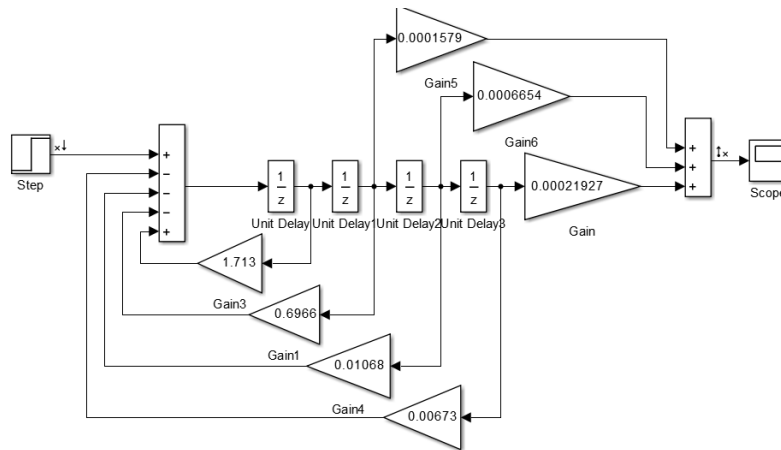 0.0001579
Gain5
0.0006654
Gain6
Step
+
−
−
−
+
1
z
Unit Delay
1
z
Unit Delay1
1
z
Unit Delay2
1
z
Unit Delay3
0.00021927
Gain
+
+
+
Scope
1.713
Gain3
0.6966
Gain1
0.01068
Gain4
0.00673